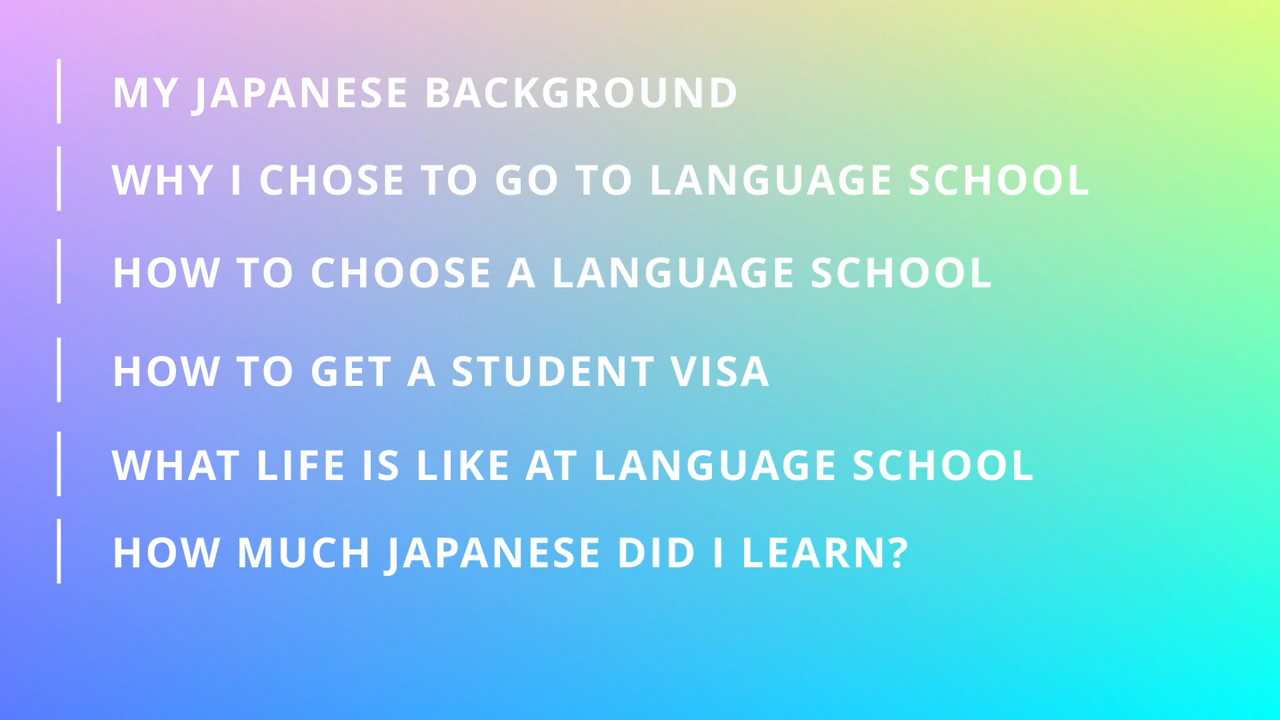 MY JAPANESE BACKGROUND
WHY I CHOSE TO GO TO LANGUAGE SCHOOL
HOW TO CHOOSE A LANGUAGE SCHOOL
HOW TO GET A STUDENT VISA
WHAT LIFE IS LIKE AT LANGUAGE SCHOOL
HOW MUCH JAPANESE DID I LEARN?